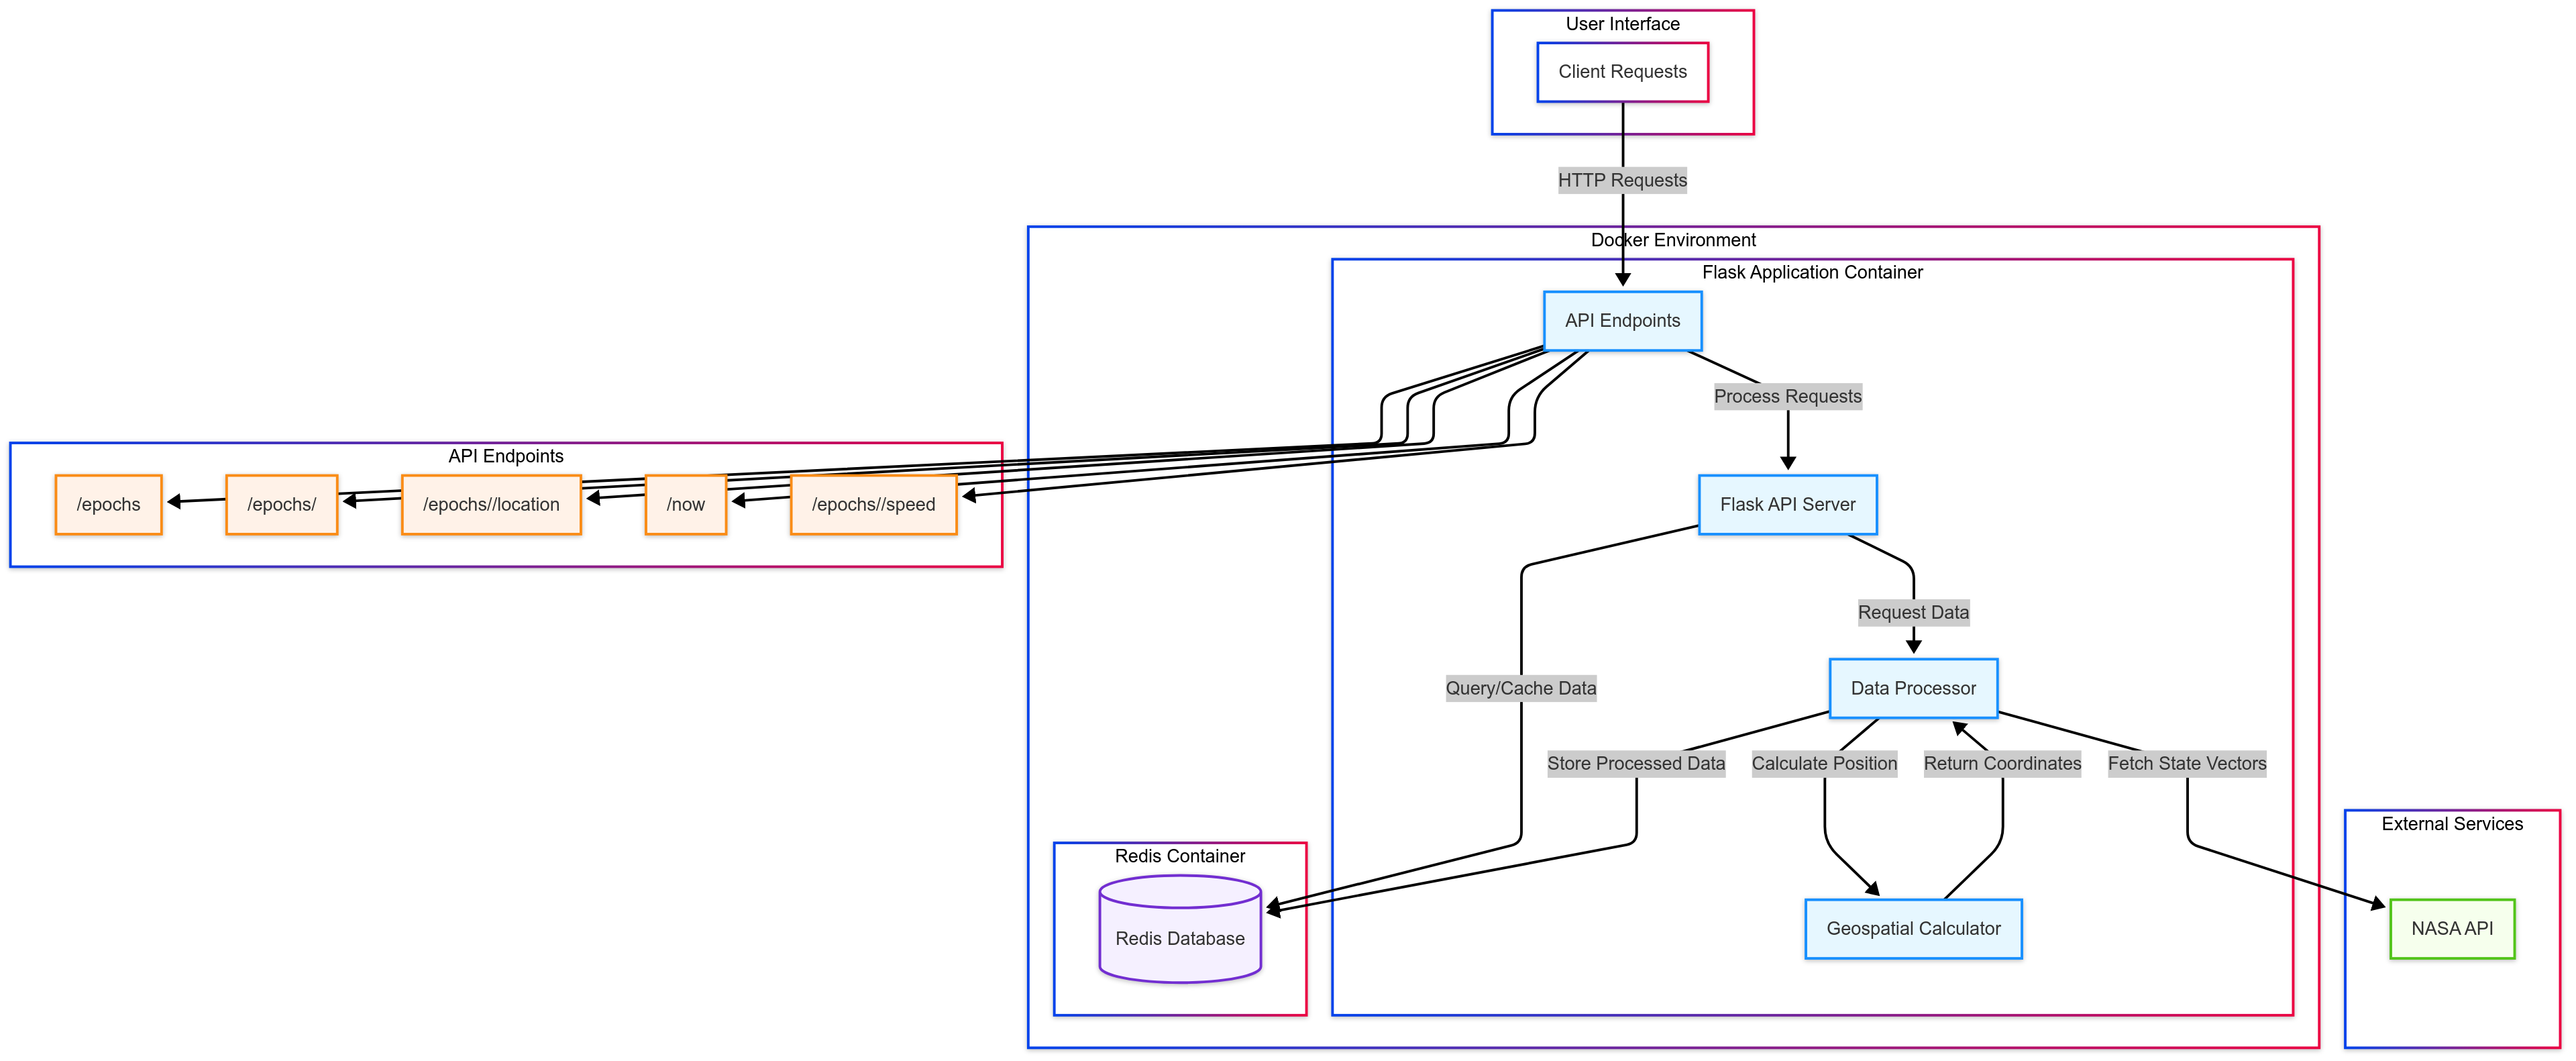 User Interface
Client Requests
HTTP Requests
Docker Environment
Flask Application Container
API Endpoints
Process Requests
API Endpoints
/epochs
/epochs/
/epochs//location
/now
/epochs//speed
Flask API Server
Request Data
Query/Cache Data
Data Processor
Store Processed Data
Calculate Position
Return Coordinates
Fetch State Vectors
Redis Container
Redis Database
Geospatial Calculator
External Services
NASA API